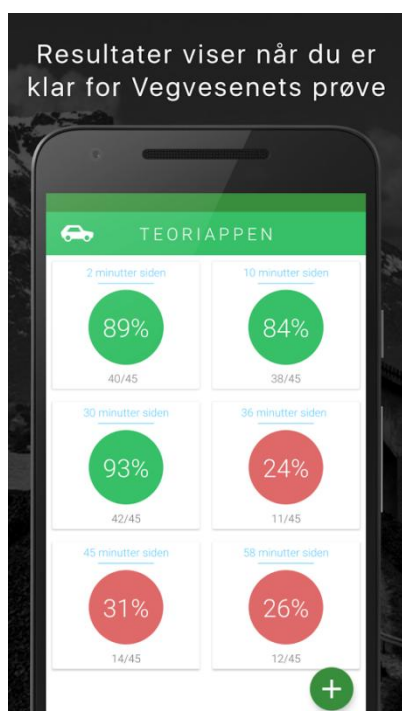 Resultater viser når du er
klar for Vegvesenets prøve
TEORIAPPEN
2 minutter siden
89%
40/45
10 minutter siden
84%
38/45
30 minutter siden
93%
42/45
36 minutter siden
24%
11/45
45 minutter siden
31%
14/45
58 minutter siden
26%
12/45
+